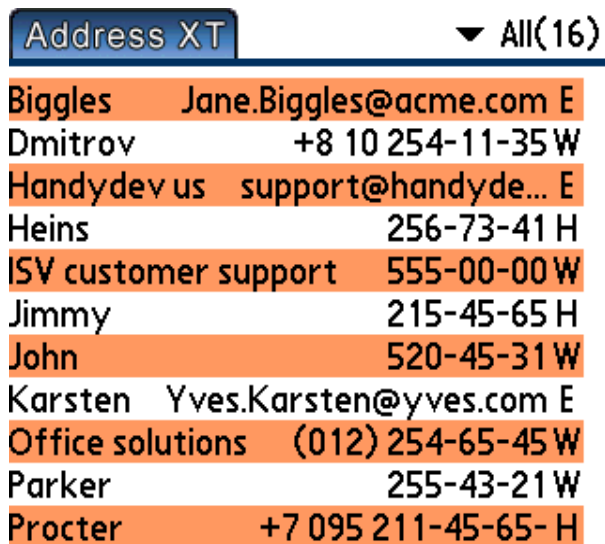 Address XT ▼ All(16)
Biggles Jane.Biggles@acme.com E
Dmitrov +8 10 254-11-35 W
Handydev us support@handyde... E
Heins 256-73-41 H
ISV customer support 555-00-00 W
Jimmy 215-45-65 H
John 520-45-31 W
Karsten Yves.Karsten@yves.com E
Office solutions (012) 254-65-45 W
Parker 255-43-21 W
Procter +7 095 211-45-65- H